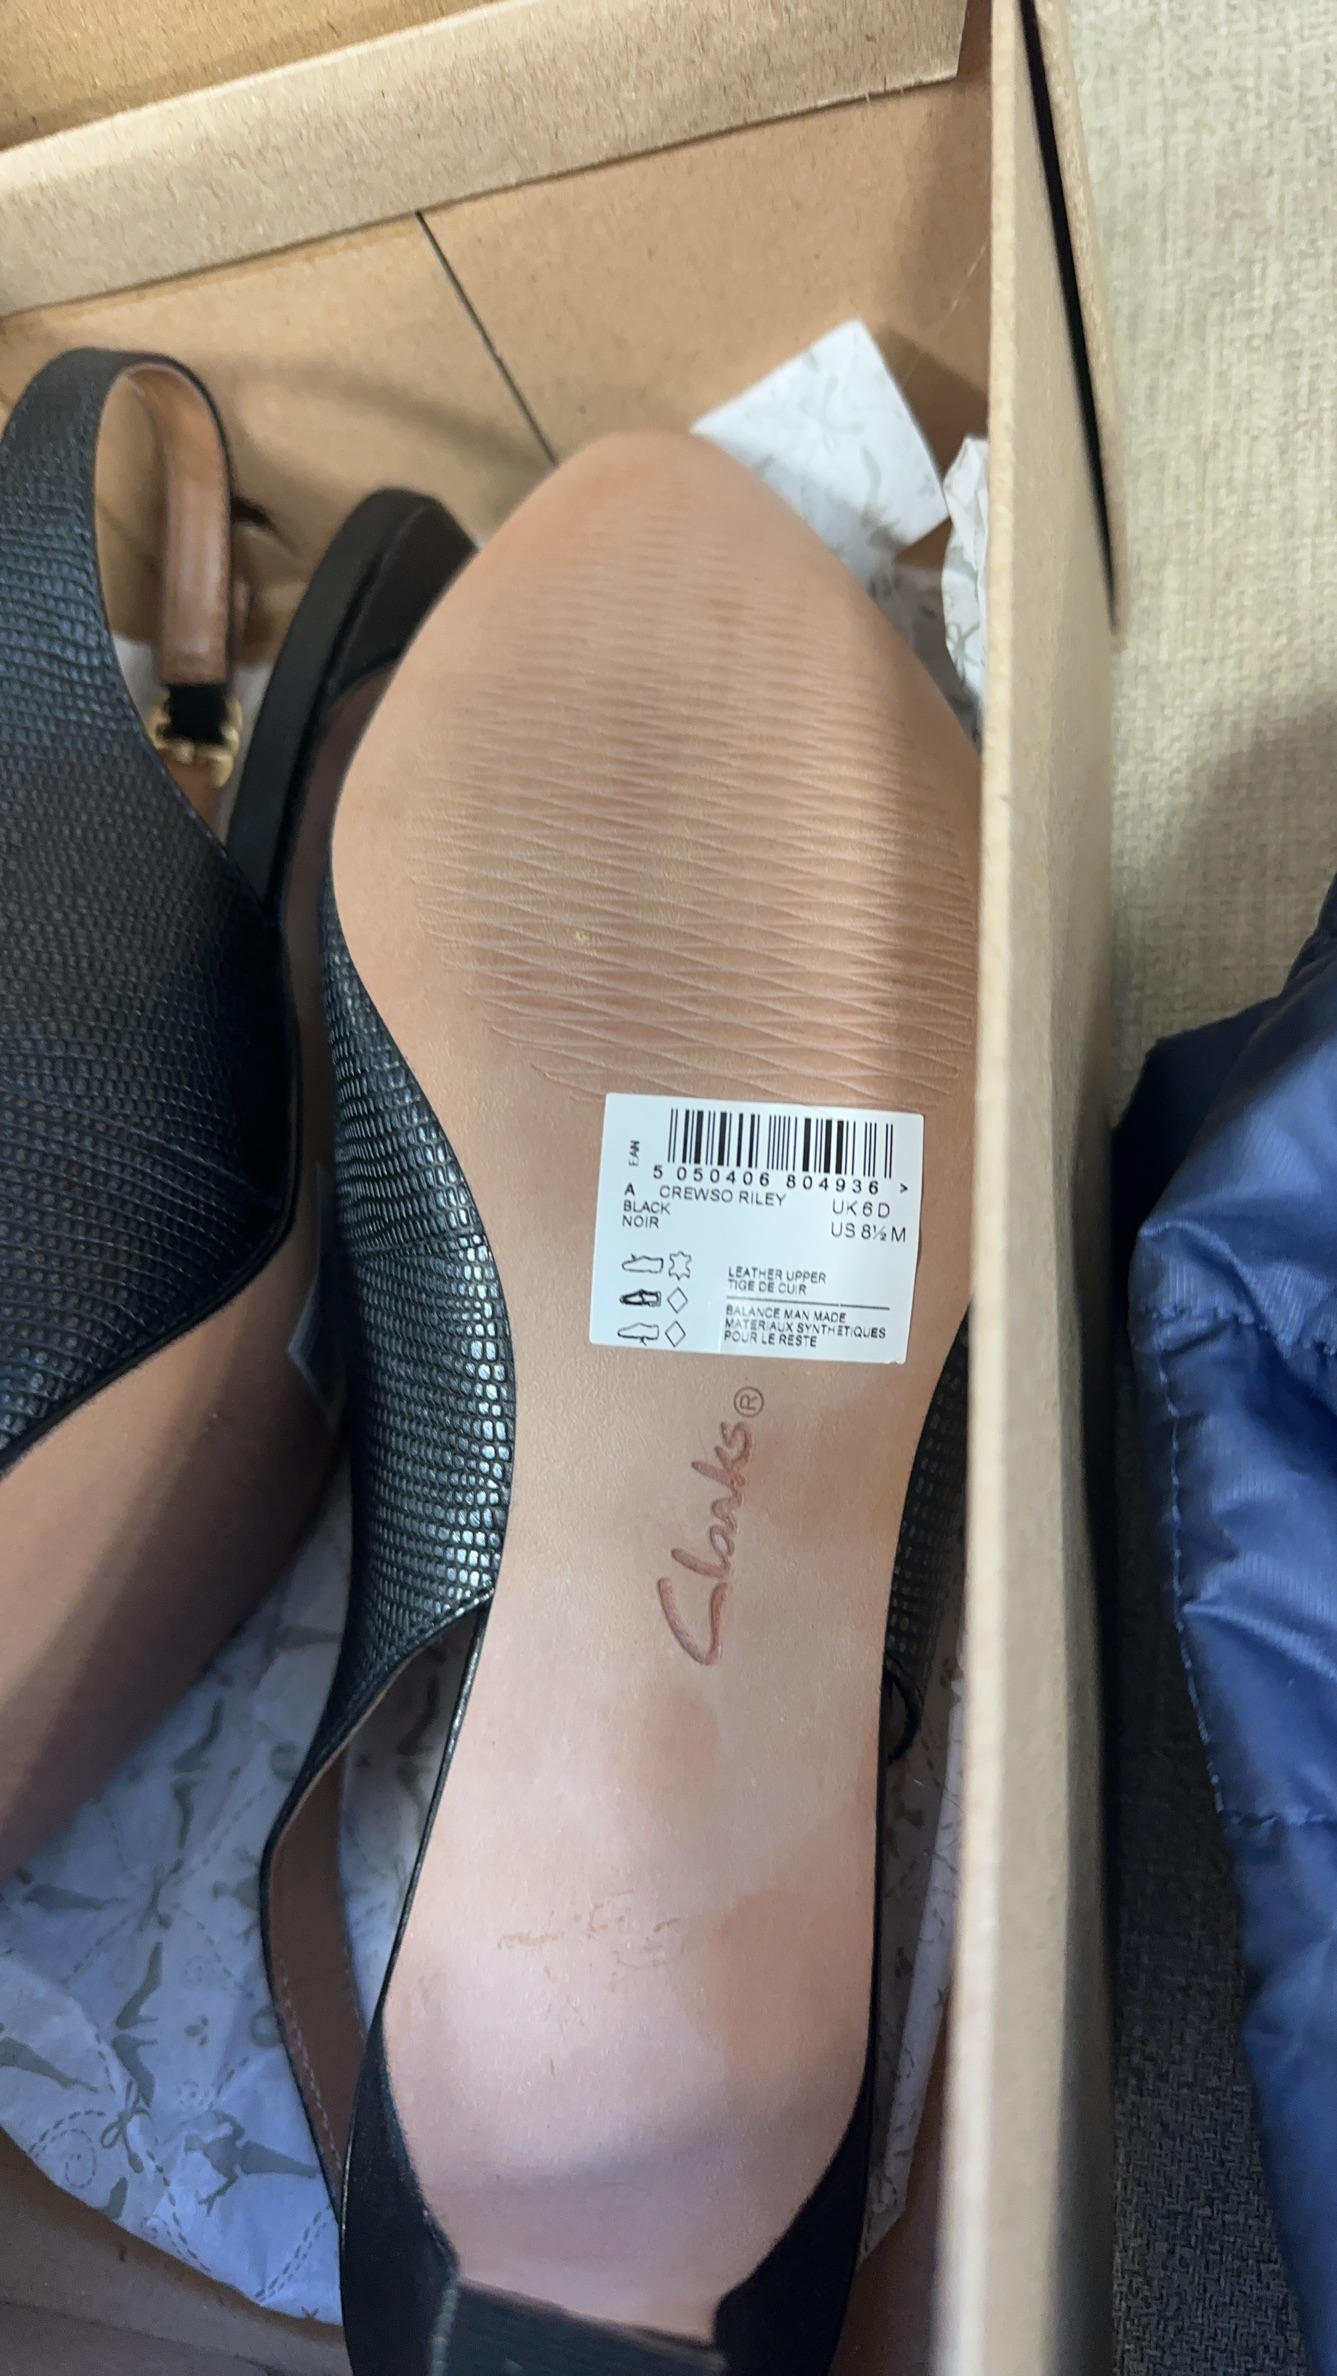 EAN
5 050406 804936 >
A CREWSO RILEY UK 6 D
BLACK
NOIR US 8½ M
LEATHER UPPER
TIGE DE CUIR
BALANCE MAN MADE
MATERIAUX SYNTHETIQUES
POUR LE RESTE
Clarks®